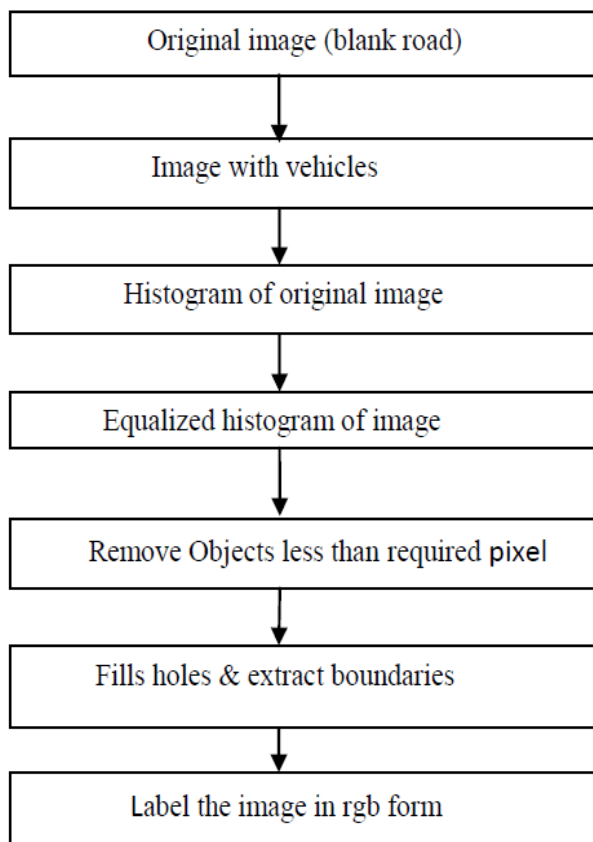 Original image (blank road)
Image with vehicles
Histogram of original image
Equalized histogram of image
Remove Objects less than required pixel
Fills holes & extract boundaries
Label the image in rgb form